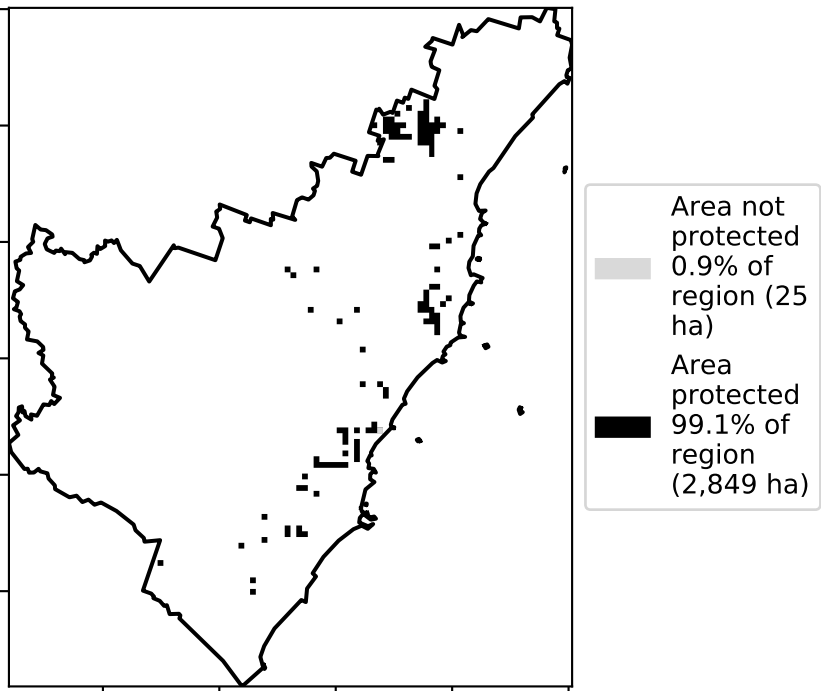 Area not
protected
0.9% of
region (25
ha)
Area
protected
99.1% of
region
(2,849 ha)